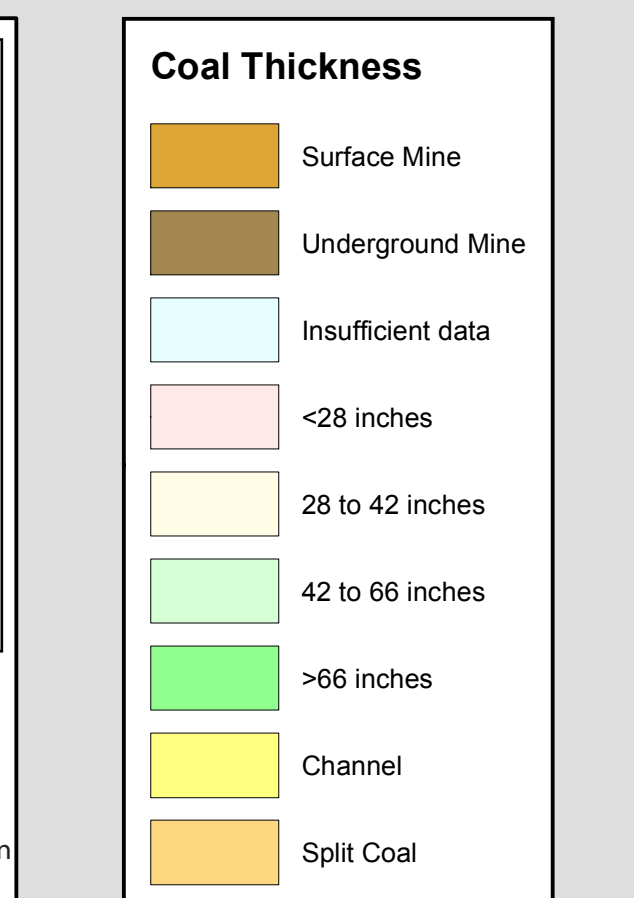 Coal Thickness
Surface Mine
Underground Mine
Insufficient data
<28 inches
28 to 42 inches
42 to 66 inches
>66 inches
Channel
Split Coal
n